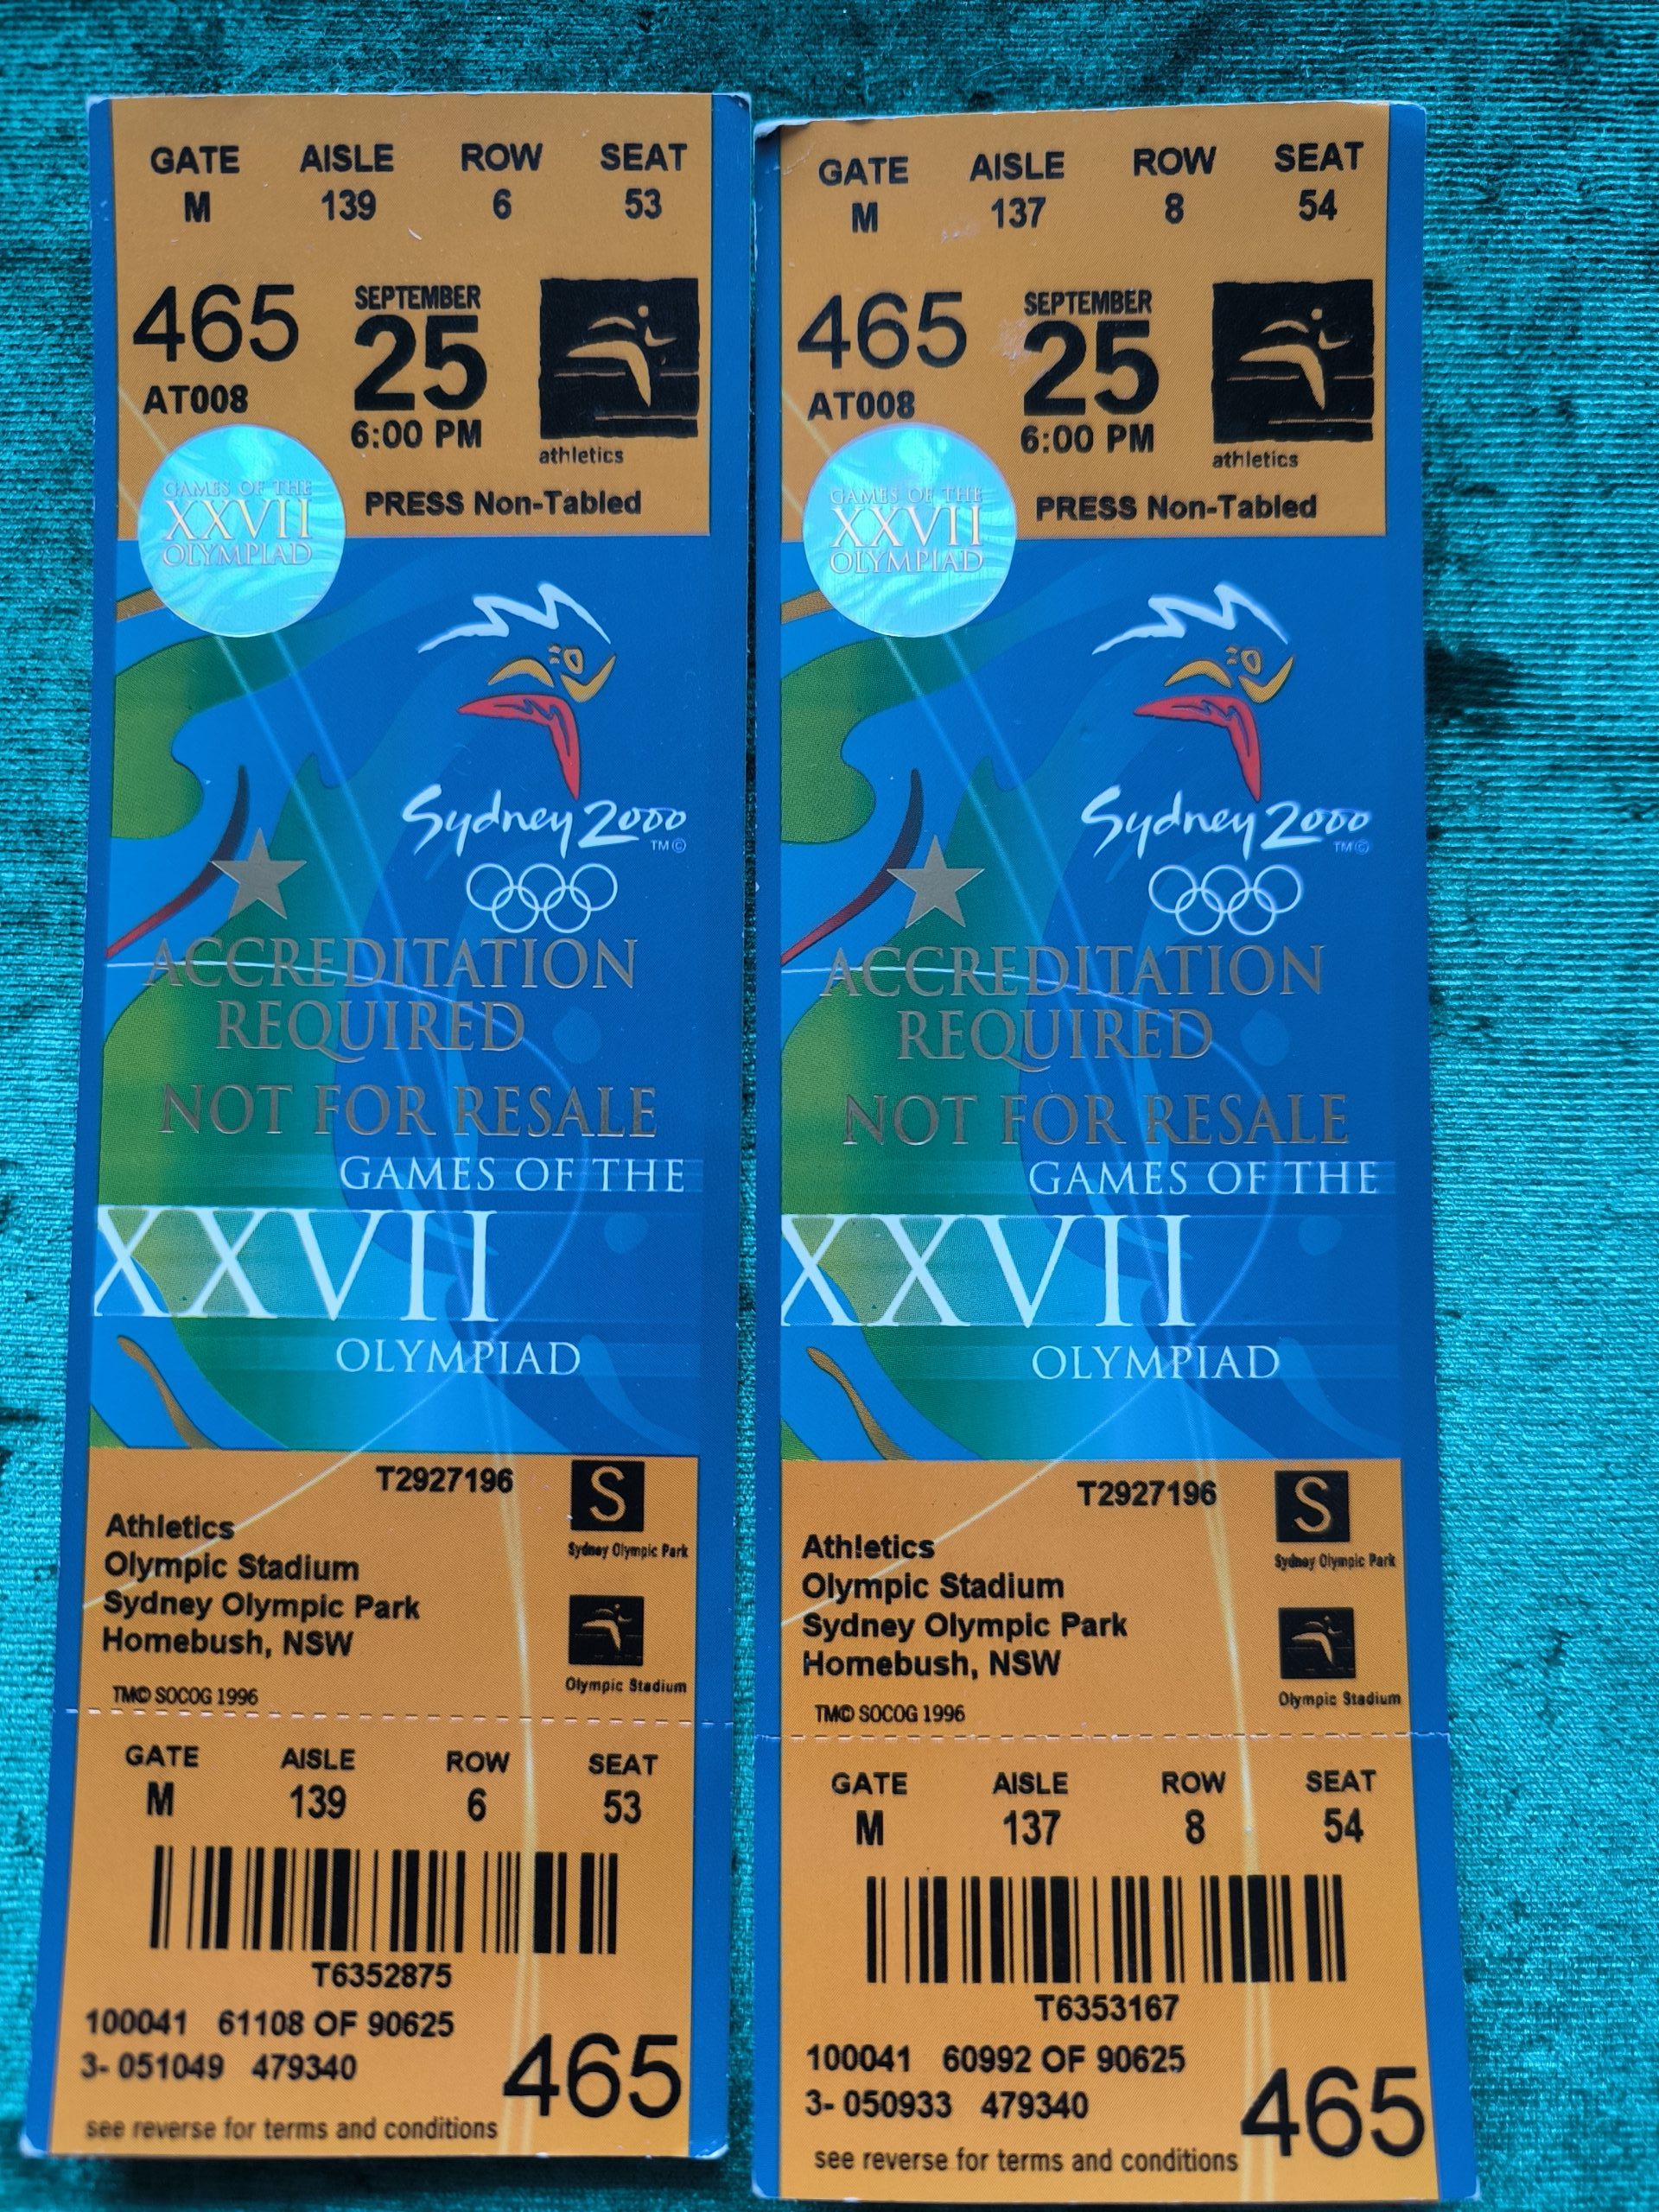 GATE AISLE ROW SEAT
M 139 6 53
465 SEPTEMBER
25
AT008 6:00 PM
athletics
PRESS Non-Tabled
GAMES OF THE
XXVII
OLYMPIAD
Sydney 2000
TM©
ACCREDITATION
REQUIRED
NOT FOR RESALE
GAMES OF THE
XXVII
OLYMPIAD
T2927196
S
Sydney Olympic Park
Athletics
Olympic Stadium
Sydney Olympic Park
Homebush, NSW
Olympic Stadium
TM© SOCOG 1996
GATE AISLE ROW SEAT
M 139 6 53
T6352875
100041 61108 OF 90625
3- 051049 479340
465
see reverse for terms and conditions
GATE AISLE ROW SEAT
M 137 8 54
465 SEPTEMBER
25
AT008 6:00 PM
athletics
PRESS Non-Tabled
GAMES OF THE
XXVII
OLYMPIAD
Sydney 2000
TM©
ACCREDITATION
REQUIRED
NOT FOR RESALE
GAMES OF THE
XXVII
OLYMPIAD
T2927196
S
Sydney Olympic Park
Athletics
Olympic Stadium
Sydney Olympic Park
Homebush, NSW
Olympic Stadium
TM© SOCOG 1996
GATE AISLE ROW SEAT
M 137 8 54
T6353167
100041 60992 OF 90625
3- 050933 479340
465
see reverse for terms and conditions